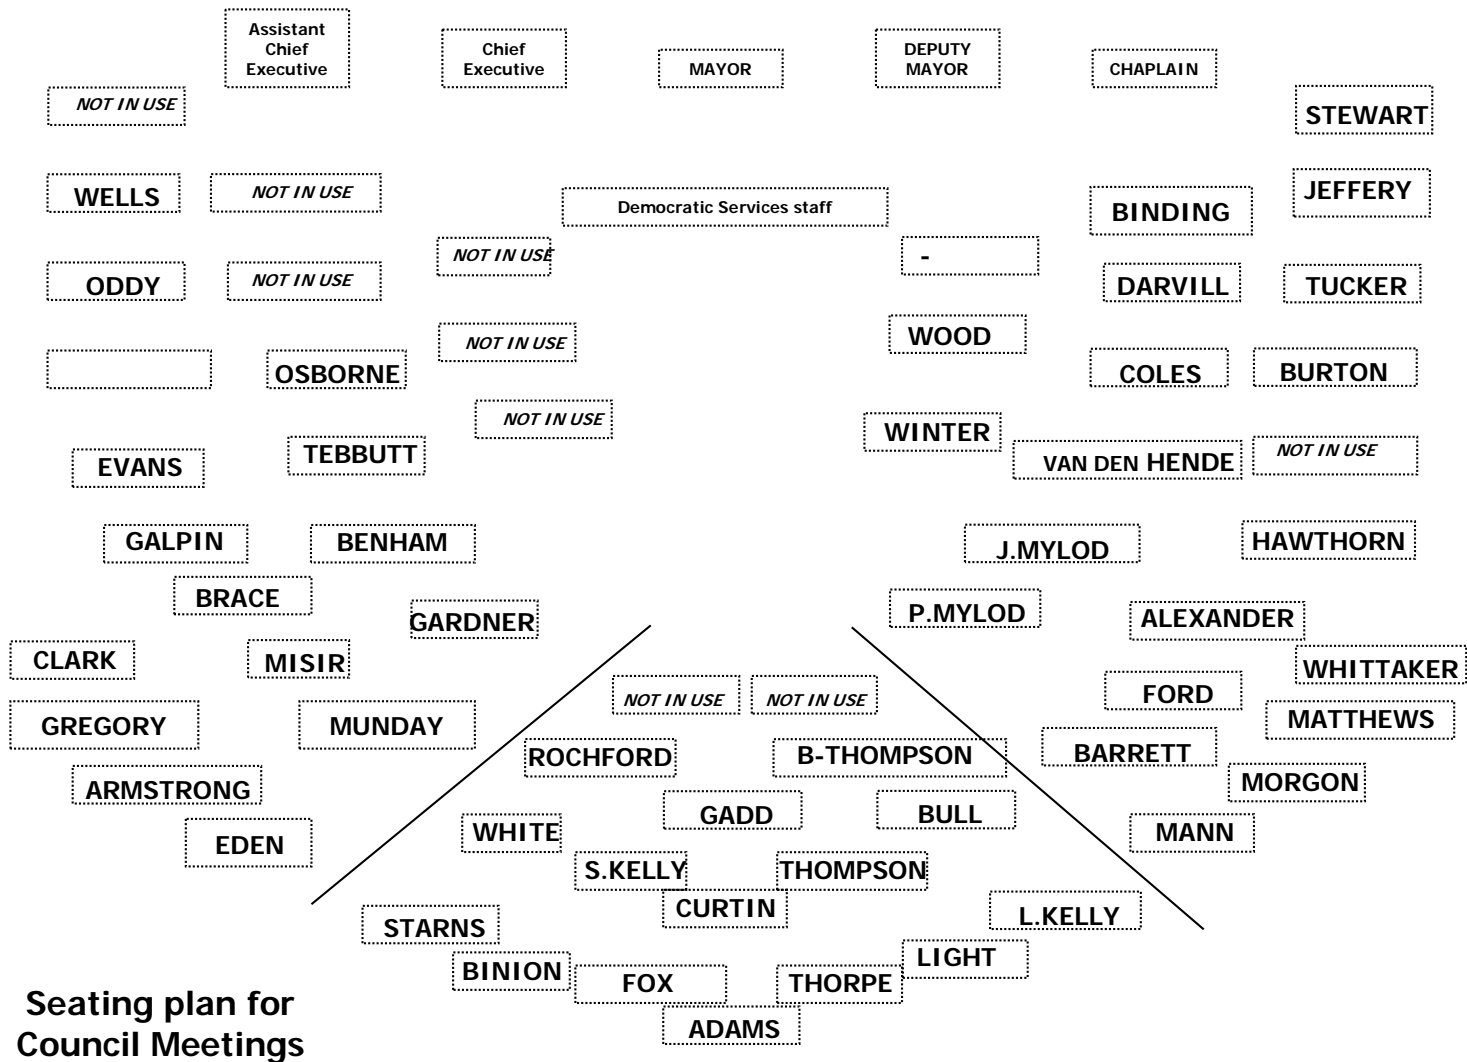 Assistant
Chief
Executive
Chief
Executive
MAYOR
DEPUTY
MAYOR
CHAPLAIN
NOT IN USE
STEWART
WELLS
NOT IN USE
Democratic Services staff
BINDING
JEFFERY
NOT IN USE
-
ODDY
NOT IN USE
DARVILL
TUCKER
NOT IN USE
WOOD
OSBORNE
COLES
BURTON
NOT IN USE
WINTER
EVANS
TEBBUTT
VAN DEN HENDE
NOT IN USE
GALPIN
BENHAM
J.MYLOD
HAWTHORN
BRACE
GARDNER
P.MYLOD
ALEXANDER
CLARK
MISIR
WHITTAKER
NOT IN USE
NOT IN USE
FORD
GREGORY
MUNDAY
MATTHEWS
ROCHFORD
B-THOMPSON
BARRETT
ARMSTRONG
MORGON
GADD
BULL
EDEN
WHITE
MANN
S.KELLY
THOMPSON
CURTIN
L.KELLY
STARNS
LIGHT
BINION
FOX
THORPE
ADAMS
Seating plan for
Council Meetings